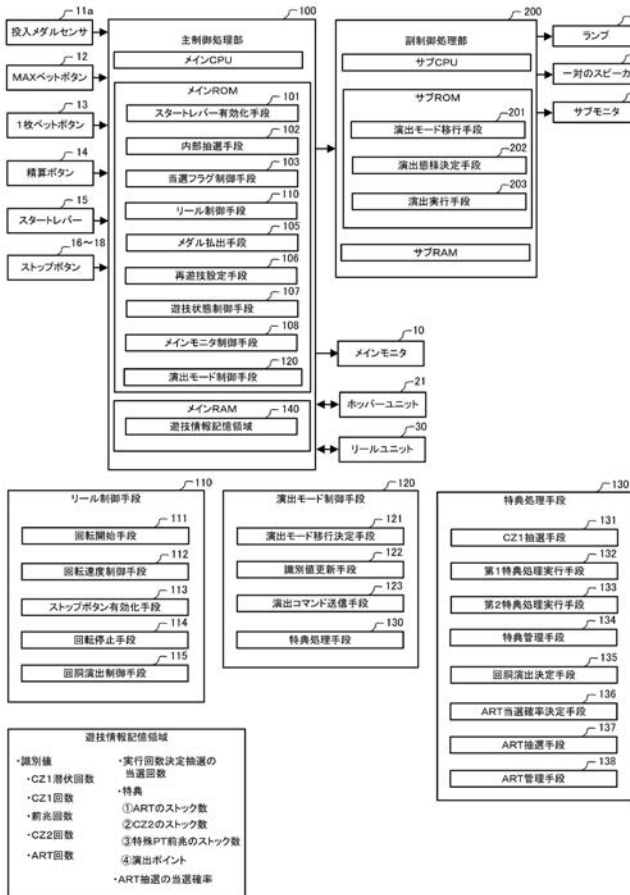 11a
投入メダルセンサ
12
MAXベットボタン
13
1枚ベットボタン
14
精算ボタン
15
スタートレバー
16～18
ストップボタン
100
主制御処理部
メインCPU
メインROM
101
スタートレバー有効化手段
102
内部抽選手段
103
当選フラグ制御手段
110
リール制御手段
105
メダル払出手段
106
再遊技設定手段
107
遊技状態制御手段
108
メインモニタ制御手段
120
演出モード制御手段
メインRAM
140
遊技情報記憶領域
200
副制御処理部
サブCPU
サブROM
201
演出モード移行手段
202
演出態様決定手段
203
演出実行手段
サブRAM
ランプ
一対のスピーカ
サブモニタ
10
メインモニタ
21
ホッパーユニット
30
リールユニット
110
リール制御手段
111
回転開始手段
112
回転速度制御手段
113
ストップボタン有効化手段
114
回転停止手段
115
回胴演出制御手段
120
演出モード制御手段
121
演出モード移行決定手段
122
識別値更新手段
123
演出コマンド送信手段
130
特典処理手段
130
特典処理手段
131
CZ1抽選手段
132
第1特典処理実行手段
133
第2特典処理実行手段
134
特典管理手段
135
回胴演出決定手段
136
ART当選確率決定手段
137
ART抽選手段
138
ART管理手段
遊技情報記憶領域
・識別値
・CZ1潜伏回数
・CZ1回数
・前兆回数
・CZ2回数
・ART回数
・実行回数決定抽選の
当選回数
・特典
①ARTのストック数
②CZ2のストック数
③特殊PT前兆のストック数
④演出ポイント
・ART抽選の当選確率